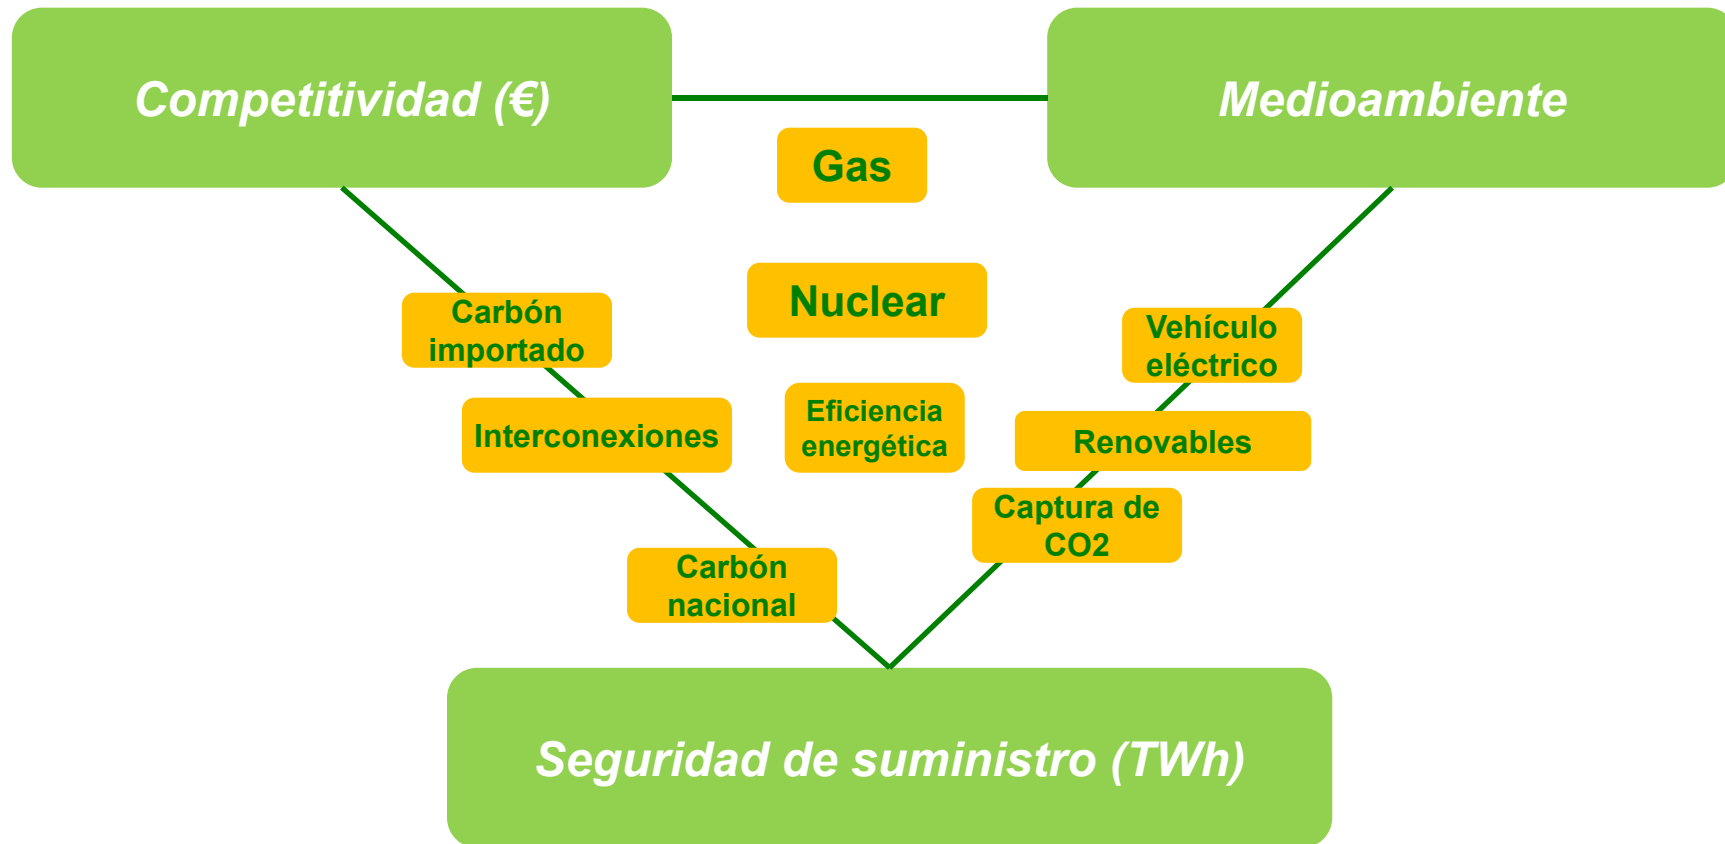 Competitividad (€)
Medioambiente
Gas
Nuclear
Carbón
importado
Vehículo
eléctrico
Interconexiones
Eficiencia
energética
Renovables
Captura de
CO2
Carbón
nacional
Seguridad de suministro (TWh)